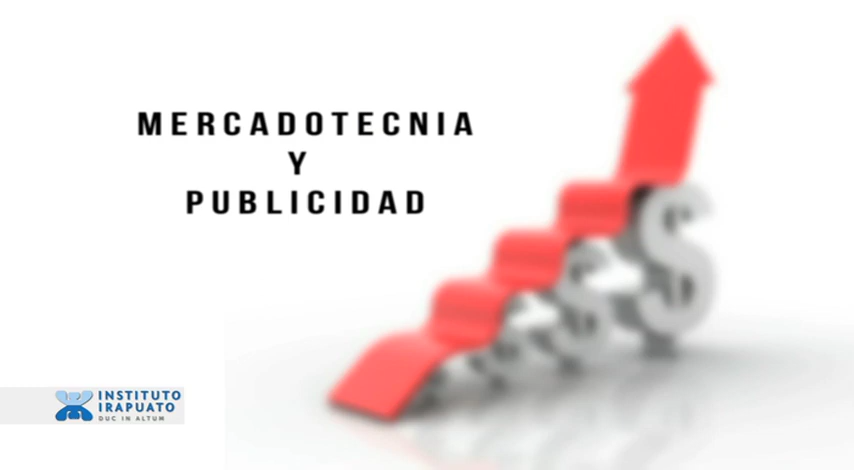 MERCADOTECNIA
Y
PUBLICIDAD
INSTITUTO
IRAPUATO
DUC IN ALTUM